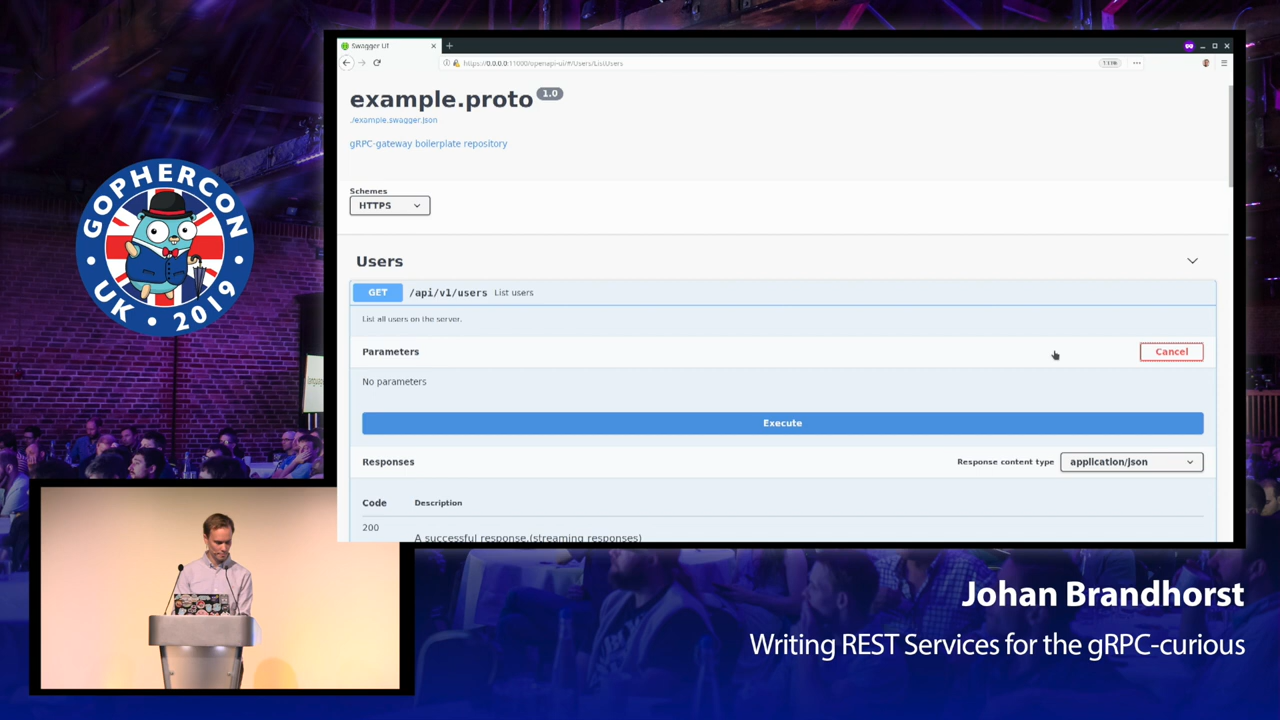 GOPHERCON
UK • 2019
Swagger UI
https://0.0.0.0:11000/openapi-ui/#/Users/ListUsers
example.proto 1.0
./example.swagger.json
gRPC-gateway boilerplate repository
Schemes
HTTPS
Users
GET /api/v1/users List users
List all users on the server.
Parameters
Cancel
No parameters
Execute
Responses
Response content type application/json
Code Description
200
A successful response.(streaming responses)
Johan Brandhorst
Writing REST Services for the gRPC-curious